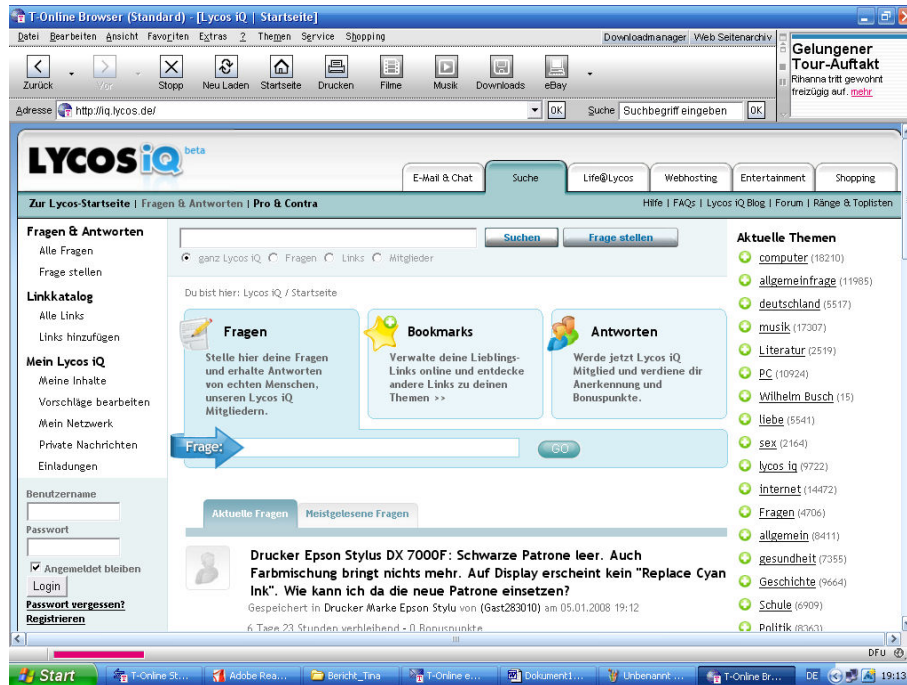 T-Online Browser (Standard) - [Lycos iQ | Startseite]
Datei Bearbeiten Ansicht Favoriten Extras ? Themen Service Shopping
Downloadmanager Web Seitenarchiv
Zurück Vor Stopp Neu Laden Startseite Drucken Filme Musik Downloads eBay
Gelungener
Tour-Auftakt
Rihanna tritt gewohnt
freizügig auf. mehr
Adresse http://iq.lycos.de/ OK Suche Suchbegriff eingeben OK
LYCOS iQ beta
E-Mail & Chat Suche Life@Lycos Webhosting Entertainment Shopping
Zur Lycos-Startseite | Fragen & Antworten | Pro & Contra
Hilfe | FAQs | Lycos iQ Blog | Forum | Ränge & Toplisten
Fragen & Antworten
Alle Fragen
Frage stellen
Linkkatalog
Alle Links
Links hinzufügen
Mein Lycos iQ
Meine Inhalte
Vorschläge bearbeiten
Mein Netzwerk
Private Nachrichten
Einladungen
Benutzername
Passwort
Angemeldet bleiben
Login
Passwort vergessen?
Registrieren
Suchen Frage stellen
ganz Lycos iQ Fragen Links Mitglieder
Du bist hier: Lycos iQ / Startseite
Fragen
Stelle hier deine Fragen
und erhalte Antworten
von echten Menschen,
unseren Lycos iQ
Mitgliedern.
Bookmarks
Verwalte deine Lieblings-
Links online und entdecke
andere Links zu deinen
Themen >>
Antworten
Werde jetzt Lycos iQ
Mitglied und verdiene dir
Anerkennung und
Bonuspunkte.
Frage: GO
Aktuelle Fragen Meistgelesene Fragen
Drucker Epson Stylus DX 7000F: Schwarze Patrone leer. Auch
Farbmischung bringt nichts mehr. Auf Display erscheint kein "Replace Cyan
Ink". Wie kann ich da die neue Patrone einsetzen?
Gespeichert in Drucker Marke Epson Stylu von (Gast283010) am 05.01.2008 19:12
6 Tage 23 Stunden verbleibend - 0 Bonuspunkte
Aktuelle Themen
computer (18210)
allgemeinfrage (11985)
deutschland (5517)
musik (17307)
Literatur (2519)
PC (10924)
Wilhelm Busch (15)
liebe (5541)
sex (2164)
lycos iq (9722)
internet (14472)
Fragen (4706)
allgemein (8411)
gesundheit (7355)
Geschichte (9664)
Schule (6909)
Politik (8363)
DFU
Start T-Online St... Adobe Rea... Bericht_Tina T-Online e... Dokument1... Unbenannt ... T-Online Br... DE 19:13